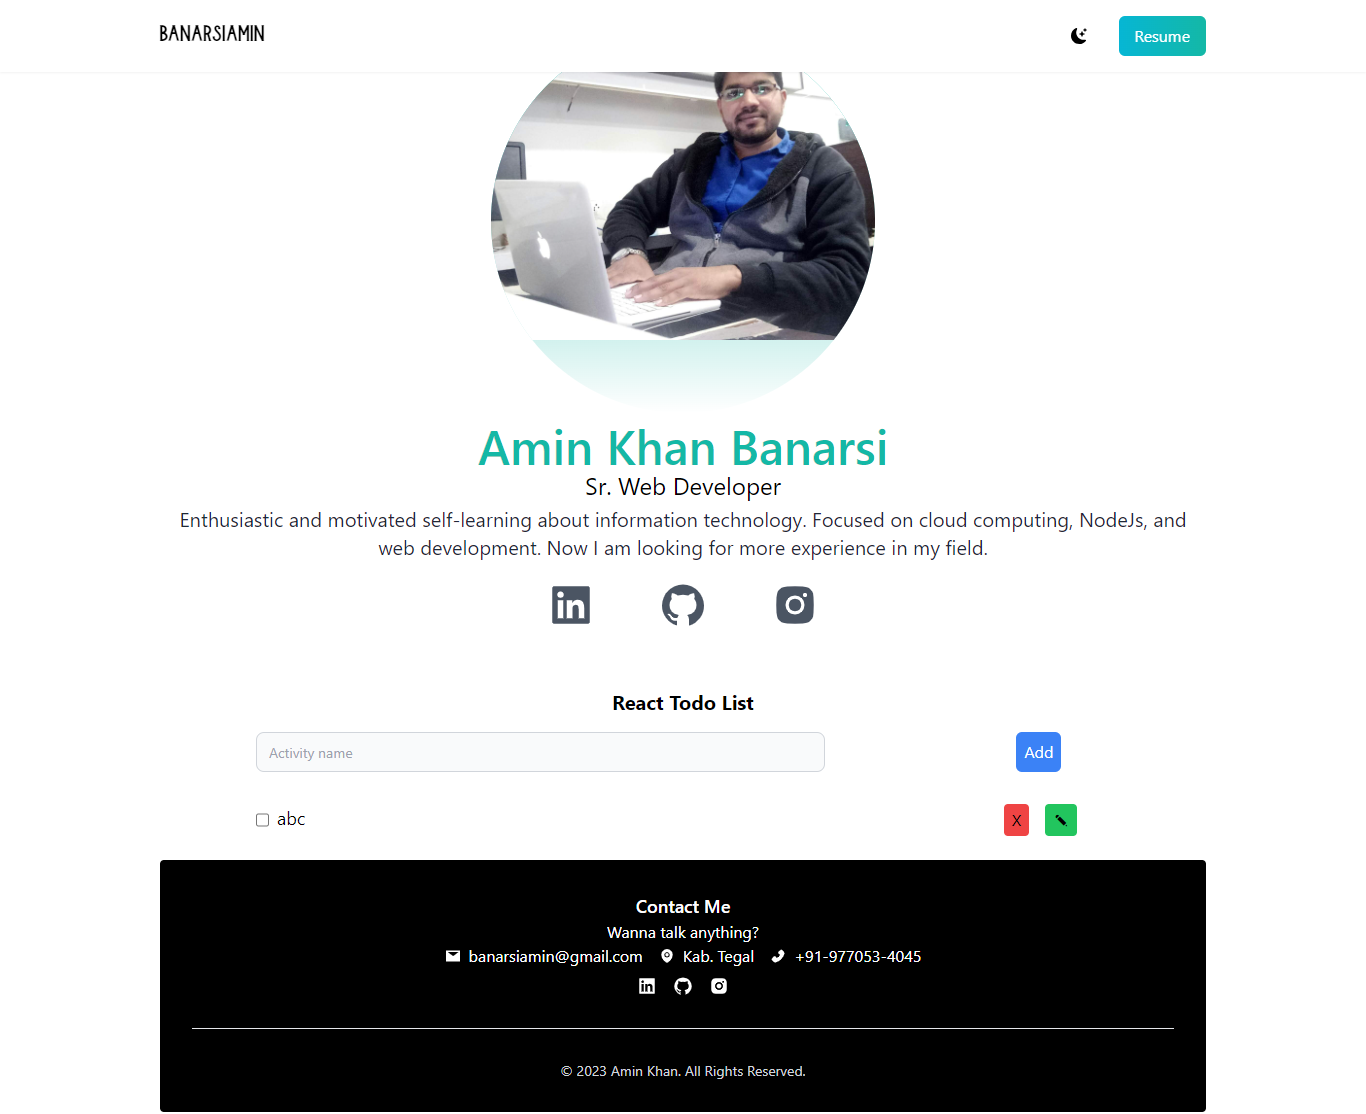 BANARSIAMIN
Resume
Amin Khan Banarsi
Sr. Web Developer
Enthusiastic and motivated self-learning about information technology. Focused on cloud computing, NodeJs, and
web development. Now I am looking for more experience in my field.
React Todo List
Activity name
Add
abc
X
Contact Me
Wanna talk anything?
banarsiamin@gmail.com Kab. Tegal +91-977053-4045
© 2023 Amin Khan. All Rights Reserved.